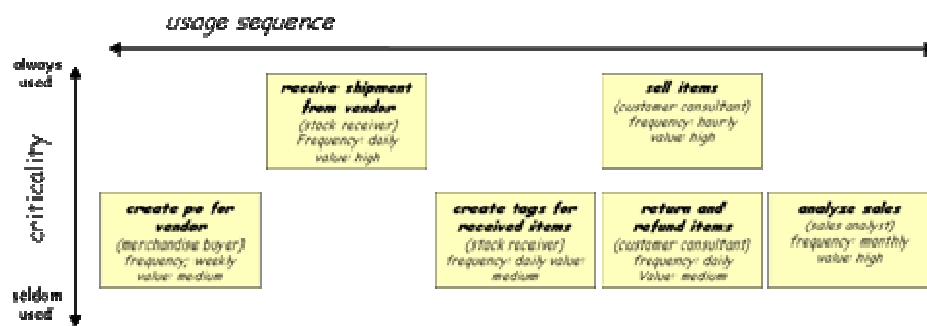 usage sequence
always
used
criticality
seldom
used
receive shipment
from vendor
(stock receiver)
Frequency: daily
value: high
sell items
(customer consultant)
frequency: hourly
value: high
create po for
vendor
(merchandise buyer)
frequency; weekly
value: medium
create tags for
received items
(stock receiver)
frequency: daily value:
medium
return and
refund items
(customer consultant)
frequency: daily
Value: medium
analyze sales
(sales analyst)
frequency: monthly
value: high